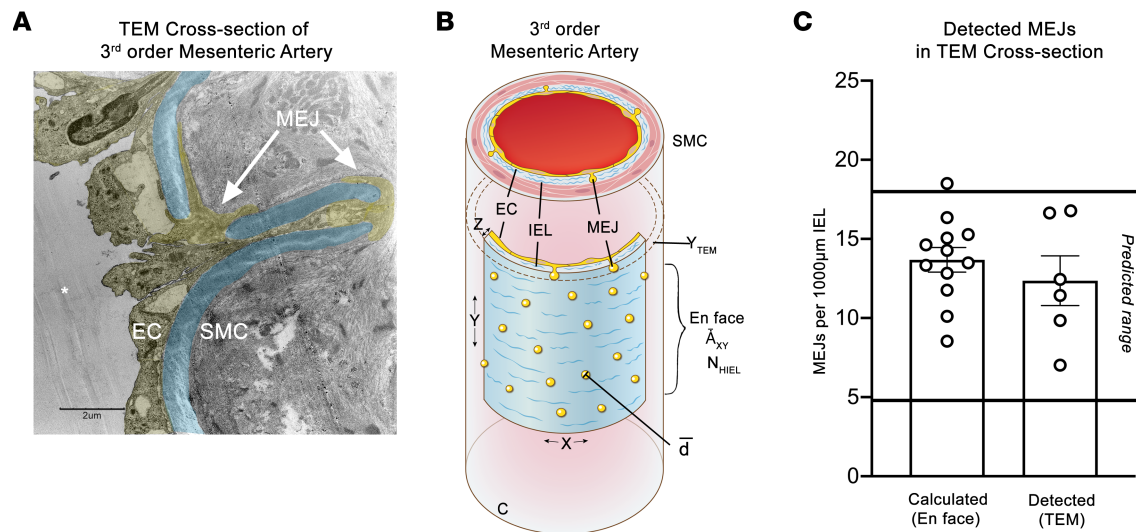 A
TEM Cross-section of
3rd order Mesenteric Artery
MEJ
*
EC
SMC
2um
B
3rd order
Mesenteric Artery
SMC
EC
IEL
MEJ
Z
YTEM
Y
En face
ĀXY
NHIEL
X
d̅
C
C
Detected MEJs
in TEM Cross-section
MEJs per 1000µm IEL
25
20
15
10
5
0
Predicted range
Calculated
(En face)
Detected
(TEM)